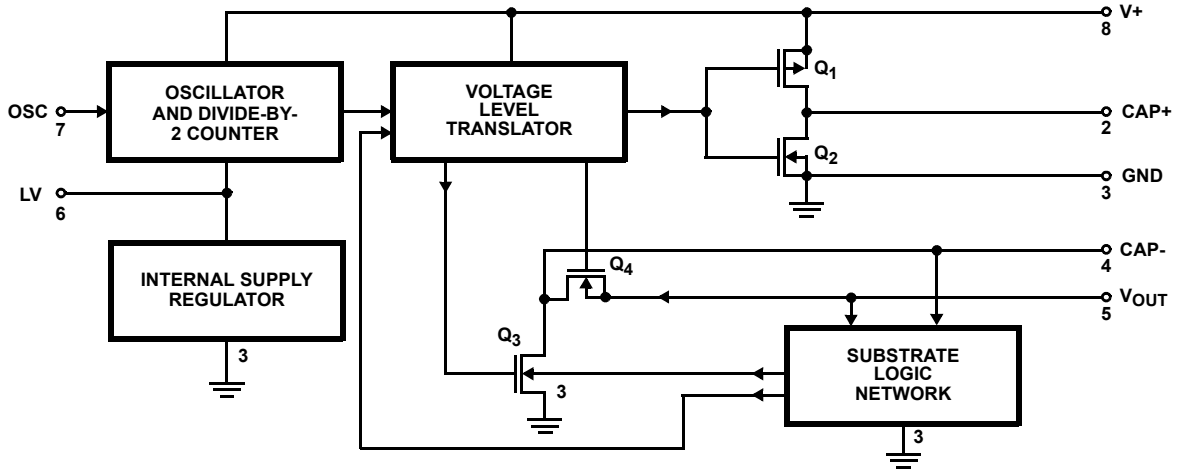 V+
8
OSCILLATOR
AND DIVIDE-BY-
2 COUNTER
VOLTAGE
LEVEL
TRANSLATOR
Q1
OSC
7
CAP+
2
Q2
GND
3
LV
6
CAP-
4
INTERNAL SUPPLY
REGULATOR
Q4
VOUT
5
3
Q3
SUBSTRATE
LOGIC
NETWORK
3
3